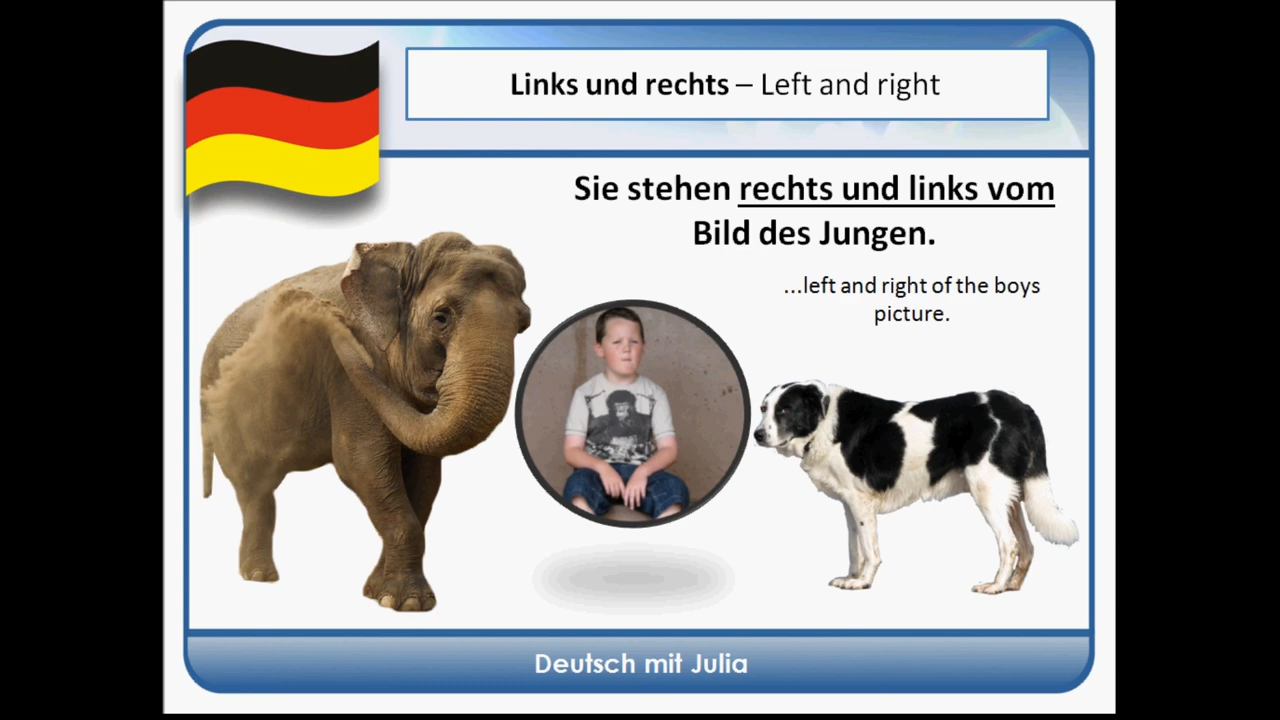 Links und rechts – Left and right
Sie stehen rechts und links vom
Bild des Jungen.
...left and right of the boys
picture.
Deutsch mit Julia